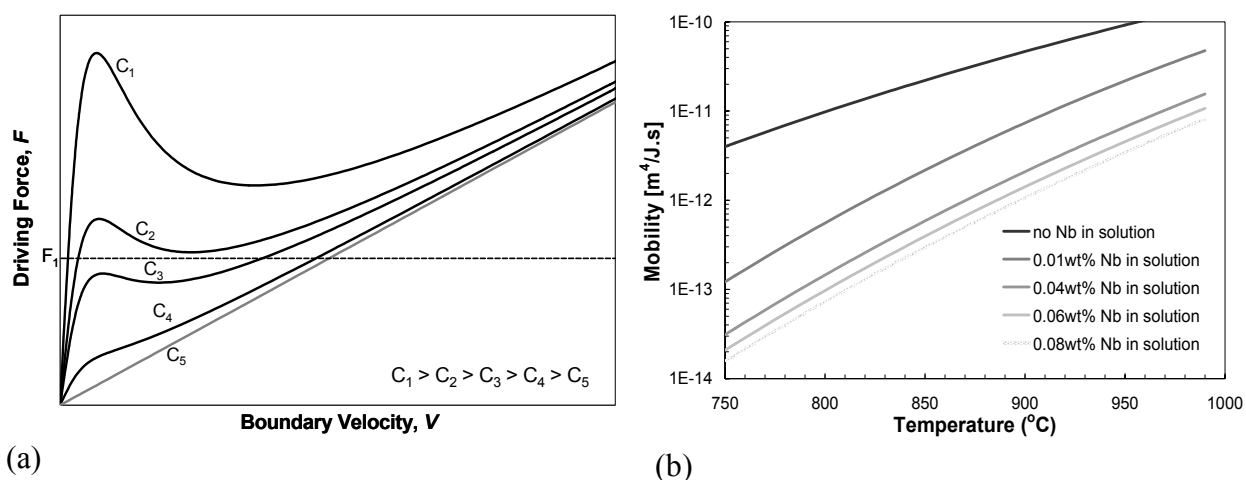 Driving Force, F
F₁
C₁
C₂
C₃
C₄
C₅
C₁ > C₂ > C₃ > C₄ > C₅
Boundary Velocity, V
(a)
Mobility [m⁴/J.s]
1E-10
1E-11
1E-12
1E-13
1E-14
no Nb in solution
0.01wt% Nb in solution
0.04wt% Nb in solution
0.06wt% Nb in solution
0.08wt% Nb in solution
750 800 850 900 950 1000
Temperature (°C)
(b)